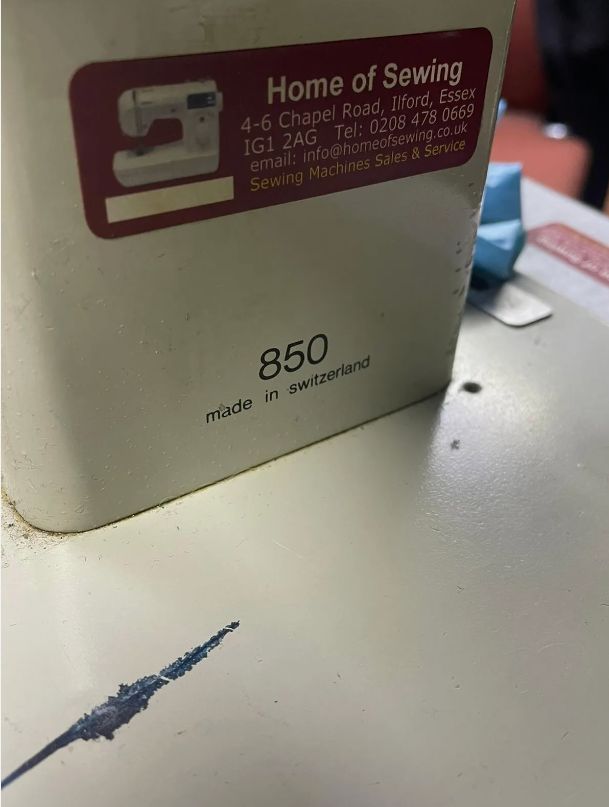 Home of Sewing
4-6 Chapel Road, Ilford, Essex
IG1 2AG Tel: 0208 478 0669
email: info@homeofsewing.co.uk
Sewing Machines Sales & Service
850
made in switzerland